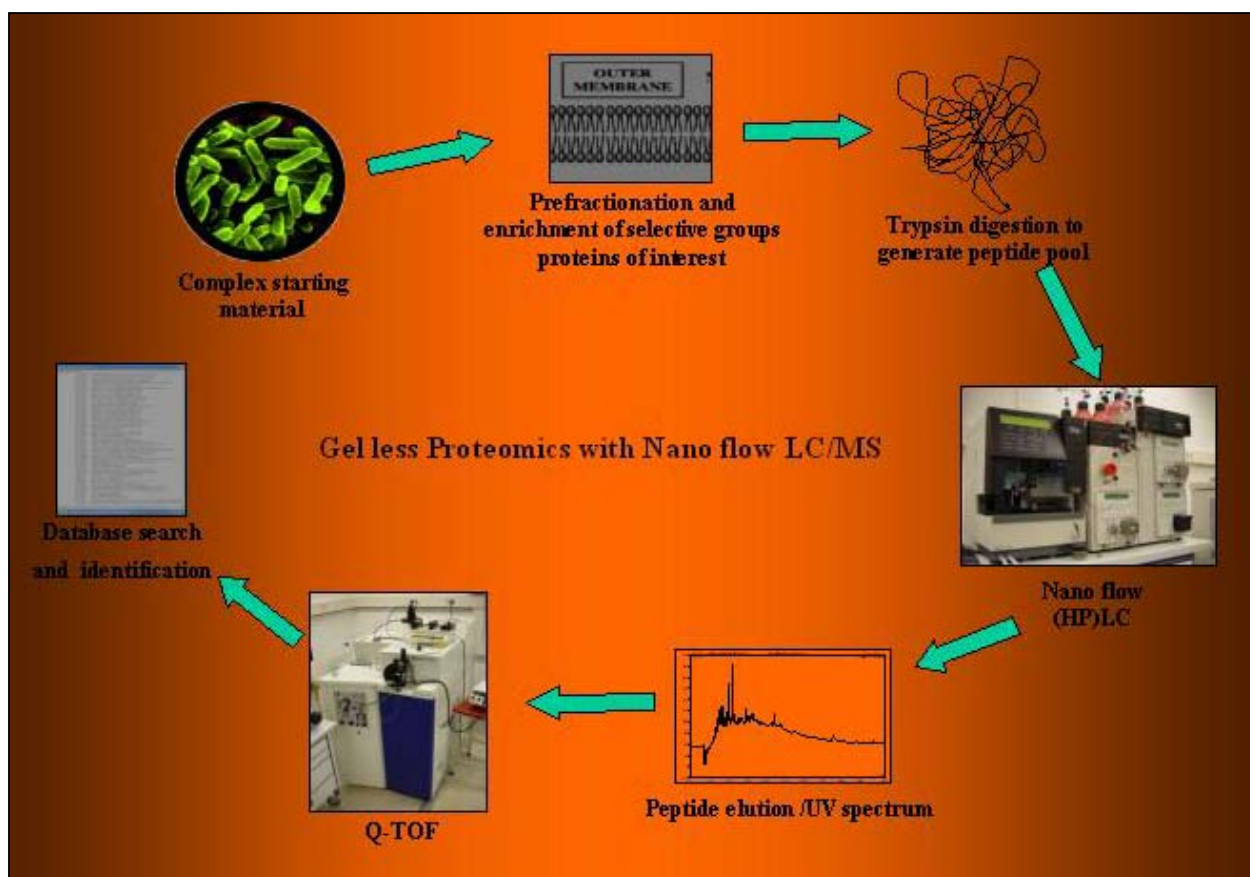 OUTER
MEMBRANE
Prefractionation and
enrichment of selective groups
proteins of interest
Complex starting
material
Trypsin digestion to
generate peptide pool
Gel less Proteomics with Nano flow LC/MS
Nano flow
(HP)LC
Peptide elution /UV spectrum
Q-TOF
Database search
and identification